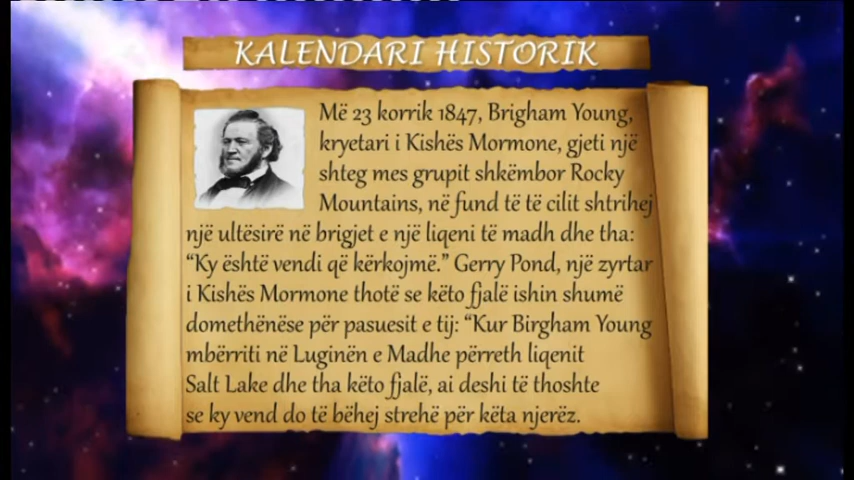 KALENDARI HISTORIK
Më 23 korrik 1847, Brigham Young,
kryetari i Kishës Mormone, gjeti një
shteg mes grupit shkëmbor Rocky
Mountains, në fund të të cilit shtrihej
një ultësirë në brigjet e një liqeni të madh dhe tha:
“Ky është vendi që kërkojmë.” Gerry Pond, një zyrtar
i Kishës Mormone thotë se këto fjalë ishin shumë
domethënëse për pasuesit e tij: “Kur Birgham Young
mbërriti në Luginën e Madhe përreth liqenit
Salt Lake dhe tha këto fjalë, ai deshi të thoshte
se ky vend do të bëhej strehë për këta njerëz.